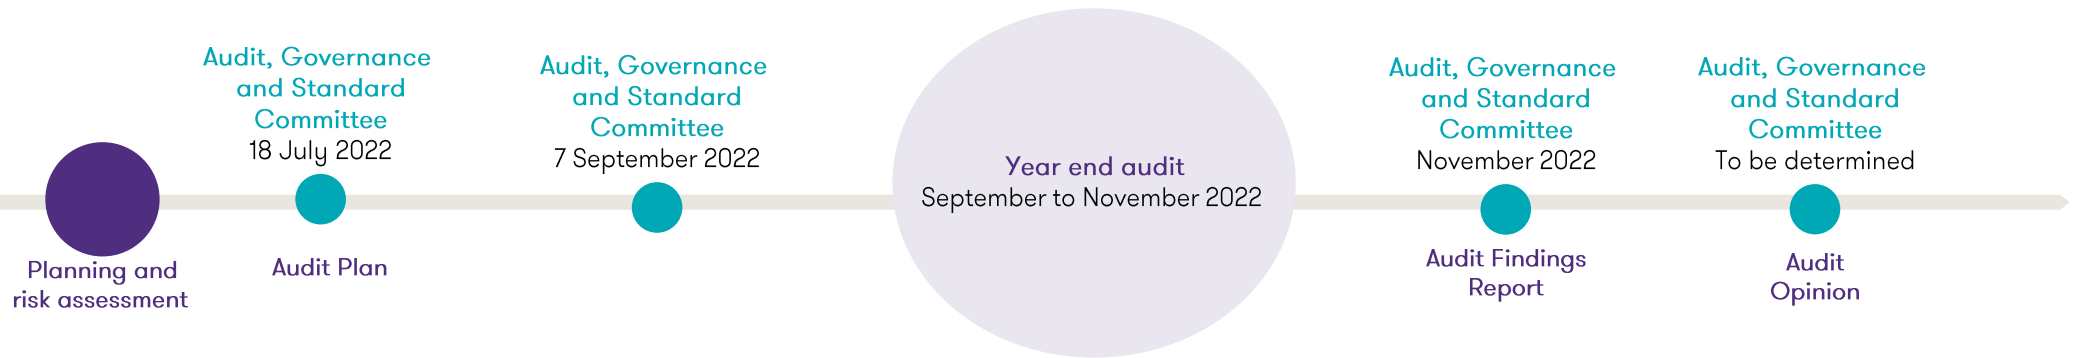 Planning and
risk assessment
Audit, Governance
and Standard
Committee
18 July 2022
Audit Plan
Audit, Governance
and Standard
Committee
7 September 2022
Year end audit
September to November 2022
Audit, Governance
and Standard
Committee
November 2022
Audit Findings
Report
Audit, Governance
and Standard
Committee
To be determined
Audit
Opinion